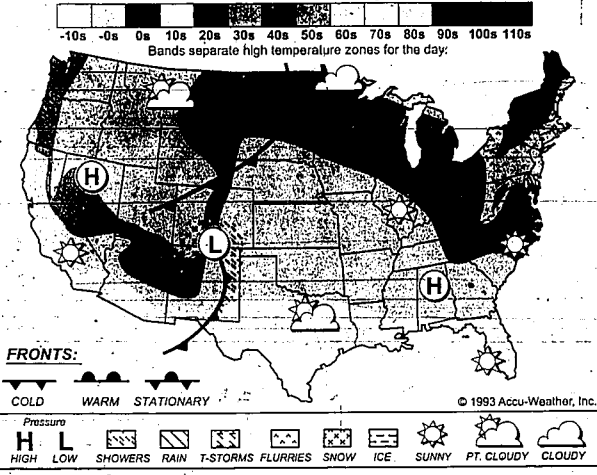 -10s -0s 0s 10s 20s 30s 40s 50s 60s 70s 80s 90s 100s 110s
Bands separate high temperature zones for the day.
H
L
H
FRONTS:
COLD WARM STATIONARY
© 1993 Accu-Weather, Inc.
Pressure
H L
HIGH LOW SHOWERS RAIN T-STORMS FLURRIES SNOW ICE SUNNY PT. CLOUDY CLOUDY